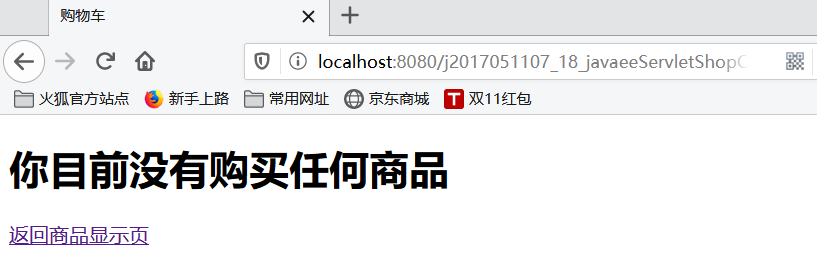 购物车
localhost:8080/j2017051107_18_javaeeServletShop
火狐官方站点 新手上路 常用网址 京东商城 T 双11红包
你目前没有购买任何商品
返回商品显示页